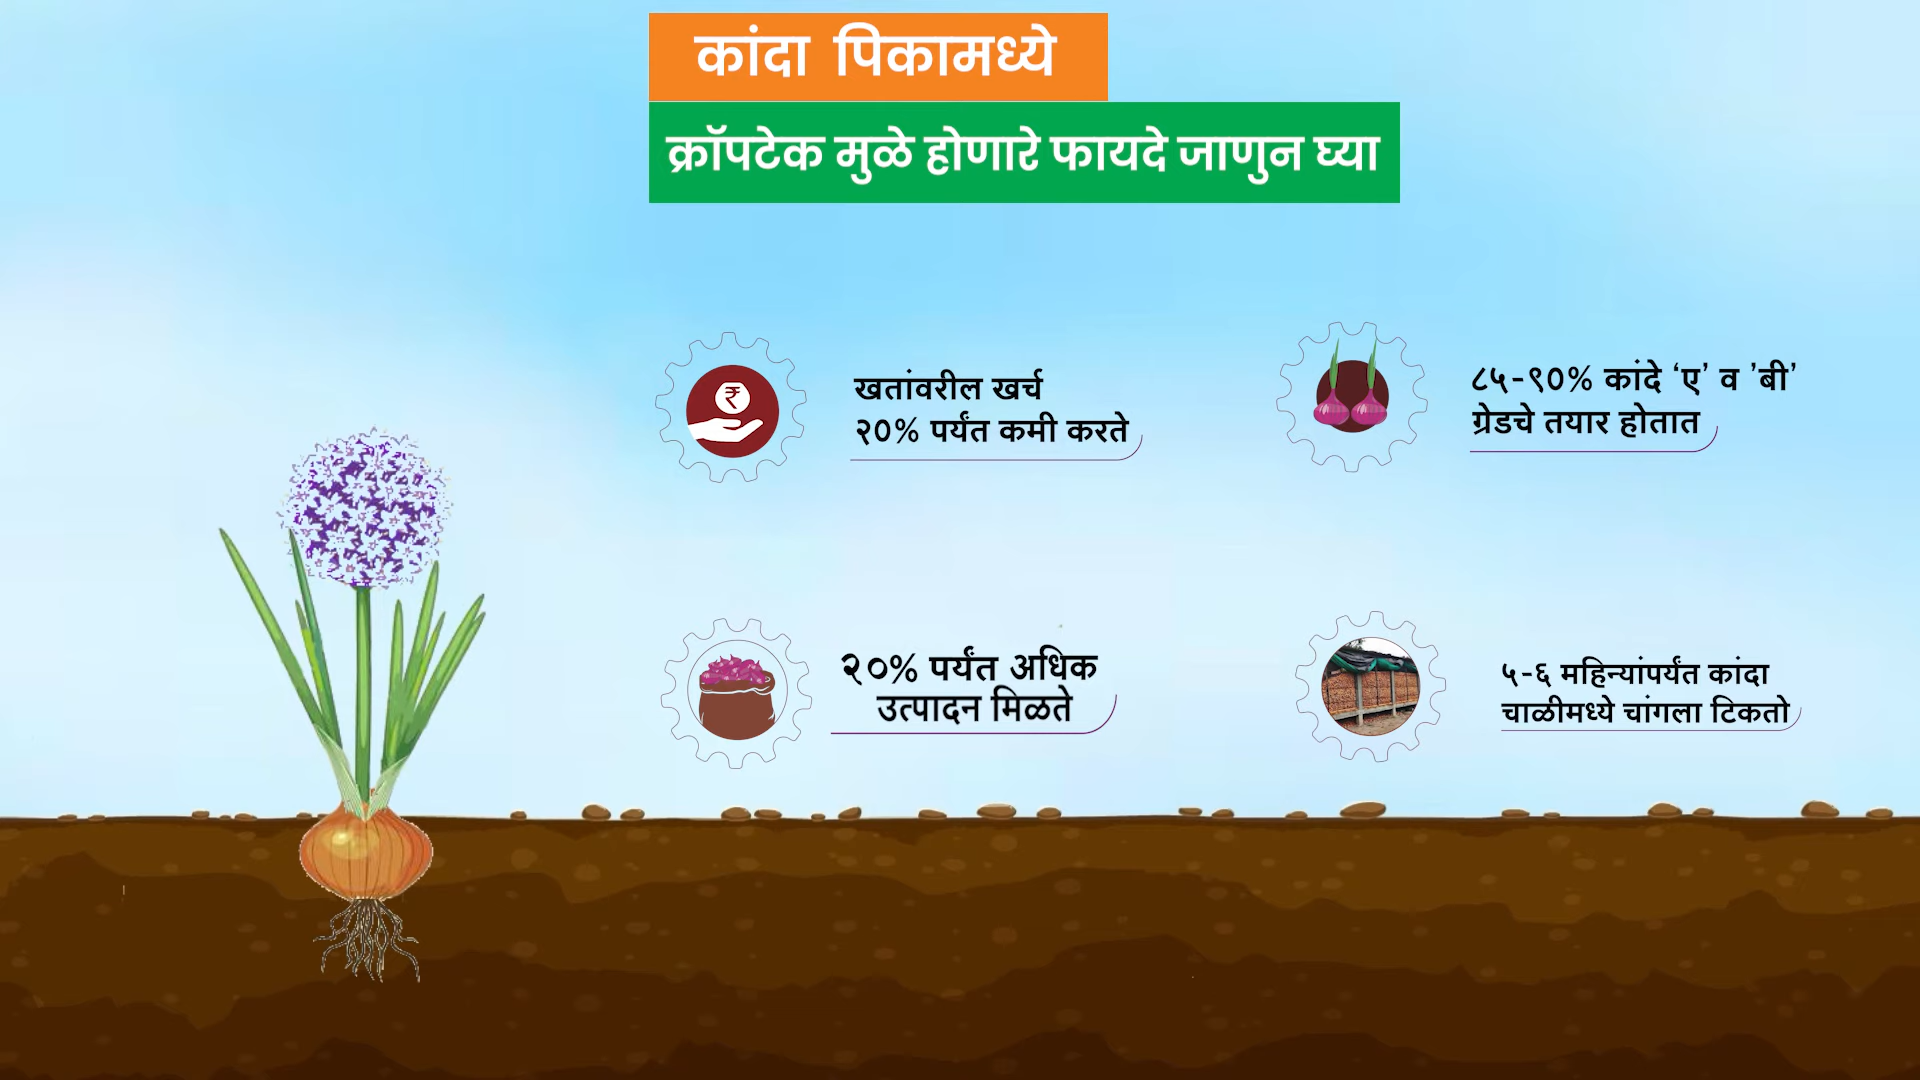 कांदा पिकामध्ये
क्रॉपटेक मुळे होणारे फायदे जाणुन घ्या
खतांवरील खर्च
२०% पर्यंत कमी करते
८५-९०% कांदे ‘ए’ व ’बी’
ग्रेडचे तयार होतात
२०% पर्यंत अधिक
उत्पादन मिळते
५-६ महिन्यांपर्यंत कांदा
चाळीमध्ये चांगला टिकतो